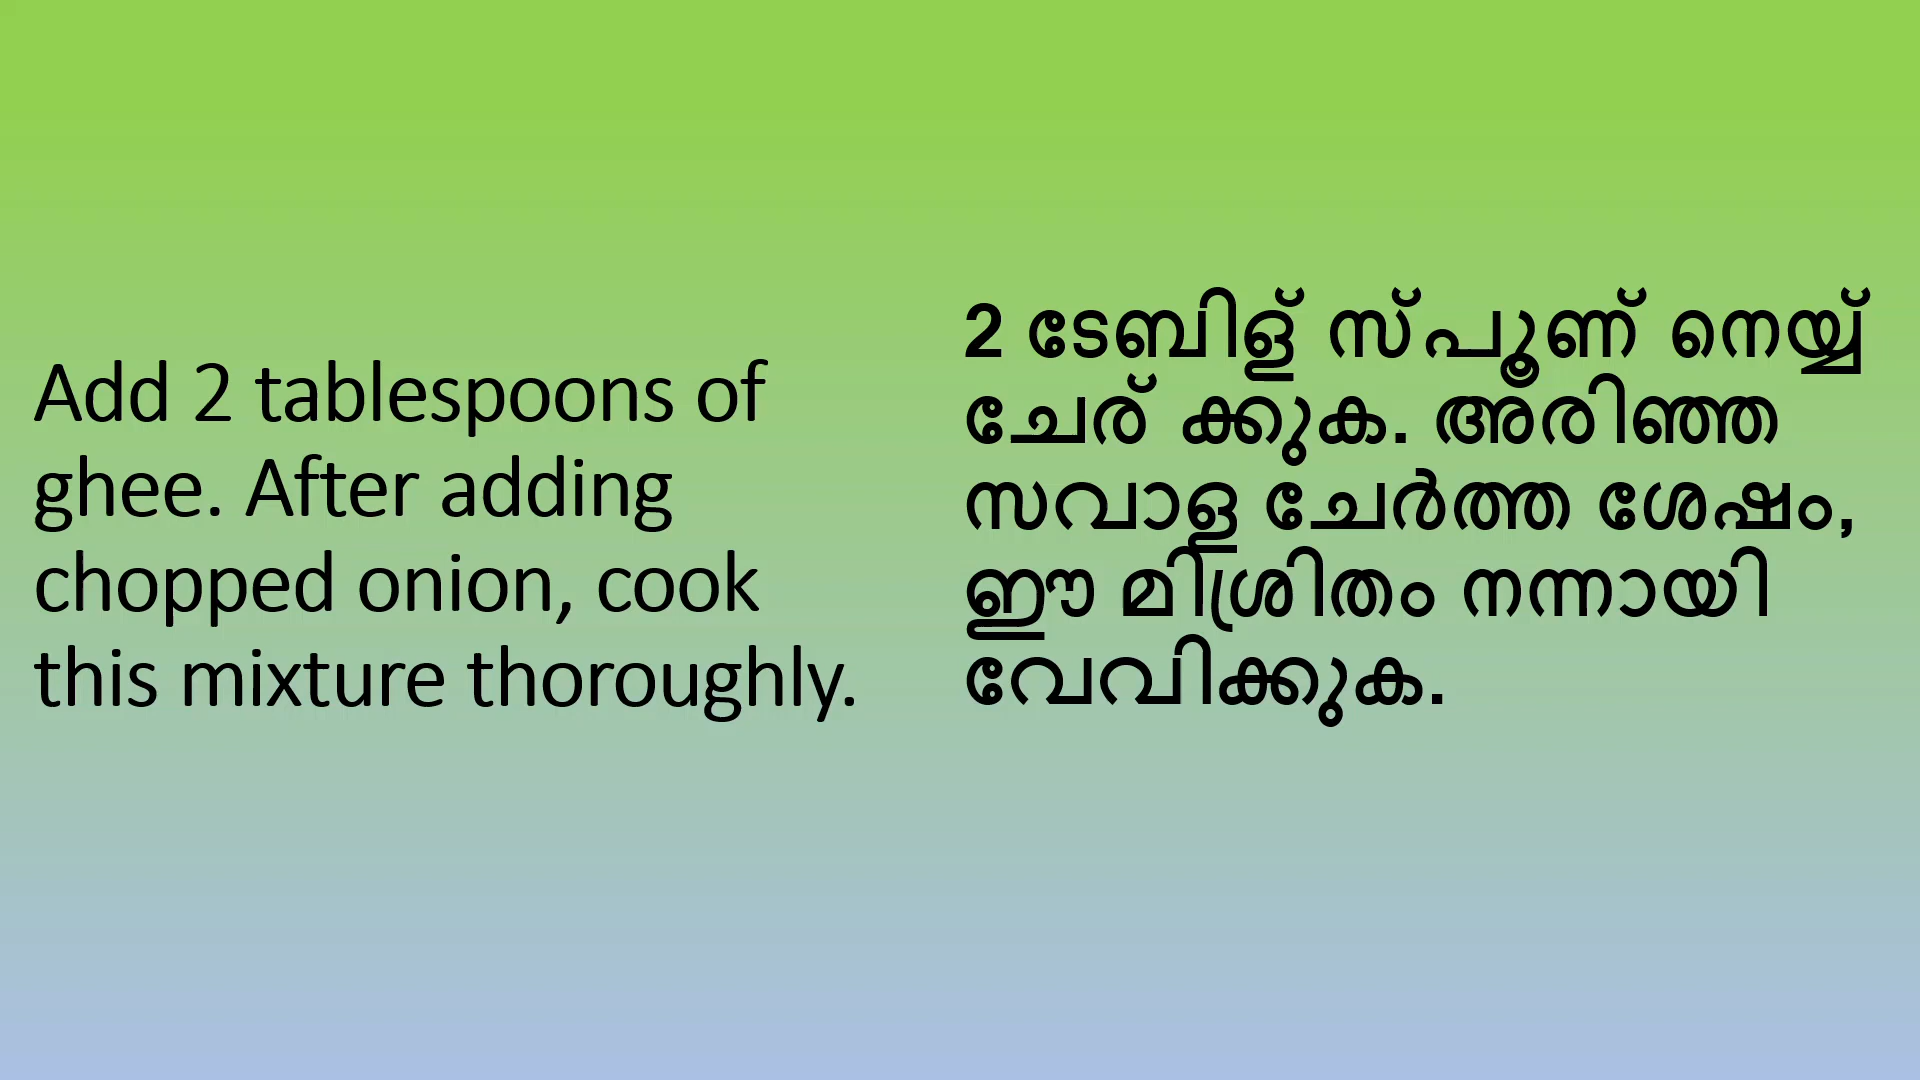 Add 2 tablespoons of
ghee. After adding
chopped onion, cook
this mixture thoroughly.
2 ടേബിള് സ്പൂണ് നെയ്യ്
ചേര് ക്കുക. അരിഞ്ഞ
സവാള ചേർത്ത ശേഷം,
ഈ മിശ്രിതം നന്നായി
വേവിക്കുക.